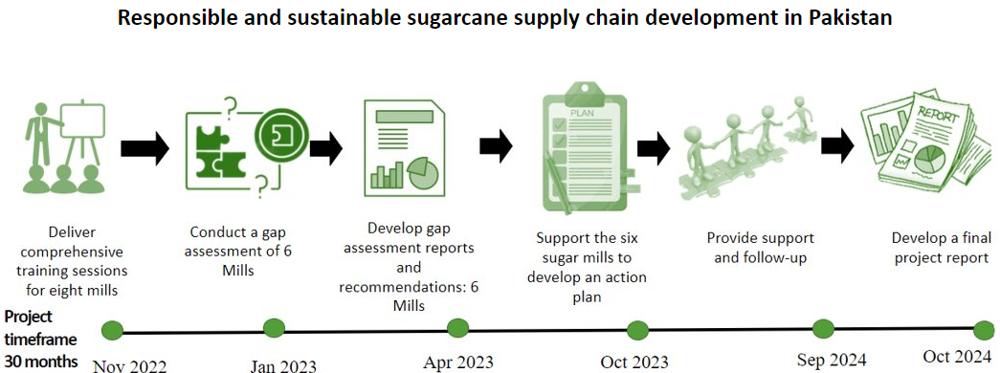 Responsible and sustainable sugarcane supply chain development in Pakistan
?
?
PLAN
REPORT
Deliver
comprehensive
training sessions
for eight mills
Conduct a gap
assessment of 6
Mills
Develop gap
assessment reports
and
recommendations: 6
Mills
Support the six
sugar mills to
develop an action
plan
Provide support
and follow-up
Develop a final
project report
Project
timeframe
30 months
Nov 2022
Jan 2023
Apr 2023
Oct 2023
Sep 2024
Oct 2024